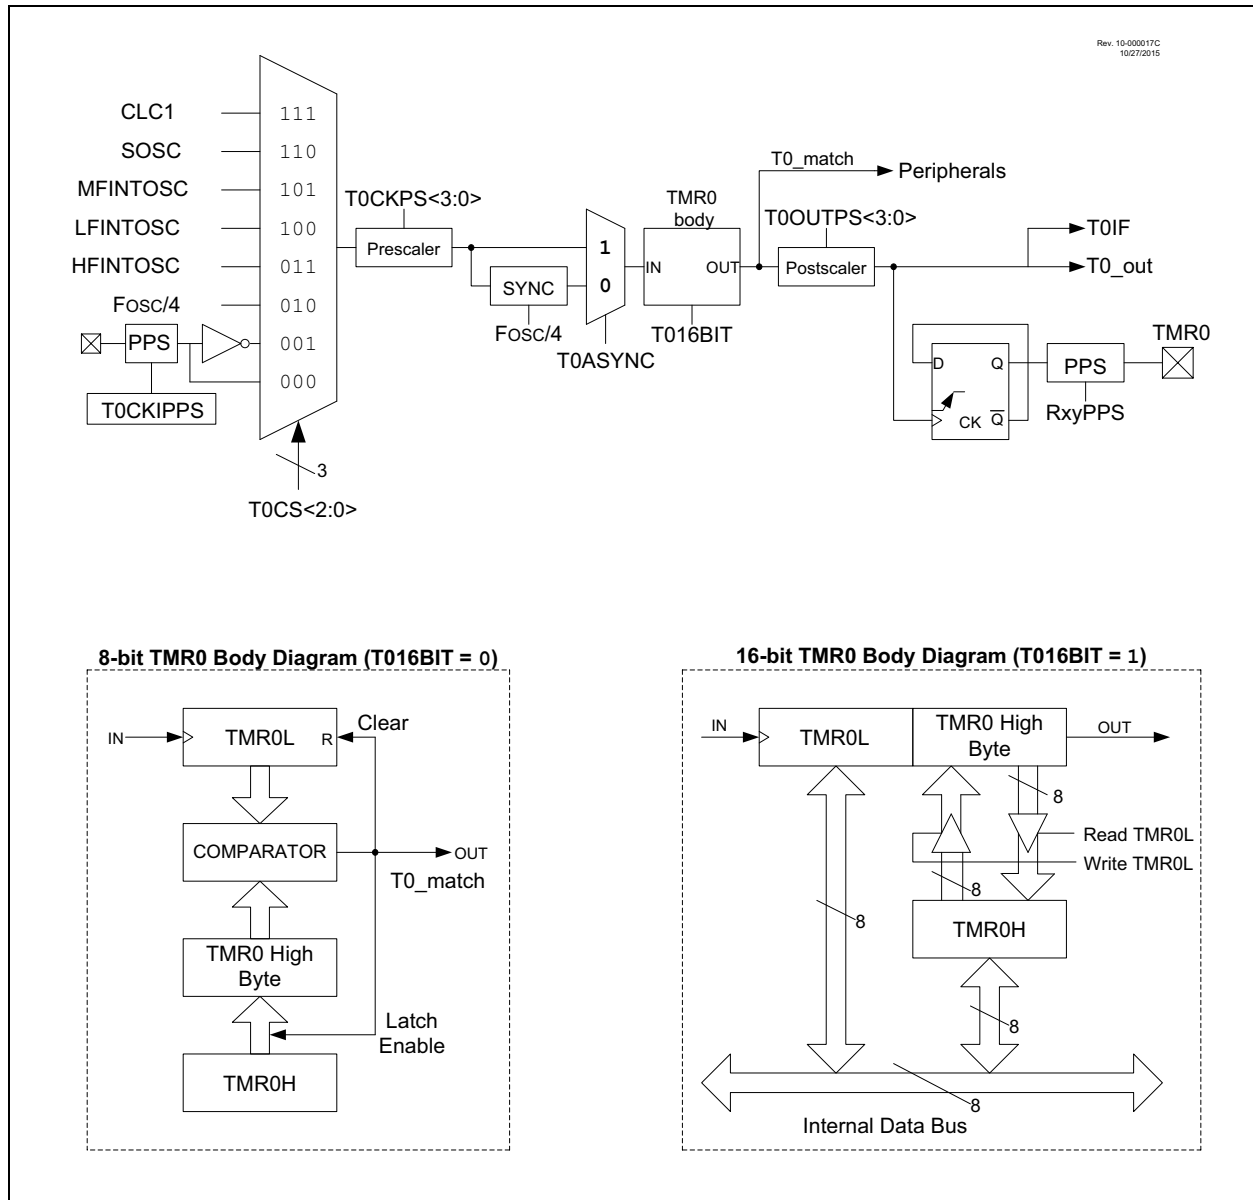 Rev. 10-000017C
10/27/2015
CLC1
111
SOSC
110
MFINTOSC
101
LFINTOSC
100
HFINTOSC
011
FOSC/4
010
PPS
001
000
T0CKIPPS
3
T0CS<2:0>
T0CKPS<3:0>
Prescaler
SYNC
FOSC/4
1
0
T0ASYNC
TMR0
body
IN
OUT
T016BIT
T0_match
Peripherals
T0OUTPS<3:0>
Postscaler
T0IF
T0_out
D
Q
CK
Q
PPS
RxyPPS
TMR0
8-bit TMR0 Body Diagram (T016BIT = 0)
IN
TMR0L
R
Clear
COMPARATOR
OUT
T0_match
TMR0 High
Byte
Latch
Enable
TMR0H
16-bit TMR0 Body Diagram (T016BIT = 1)
IN
TMR0L
TMR0 High
Byte
OUT
8
Read TMR0L
Write TMR0L
8
8
TMR0H
8
8
Internal Data Bus